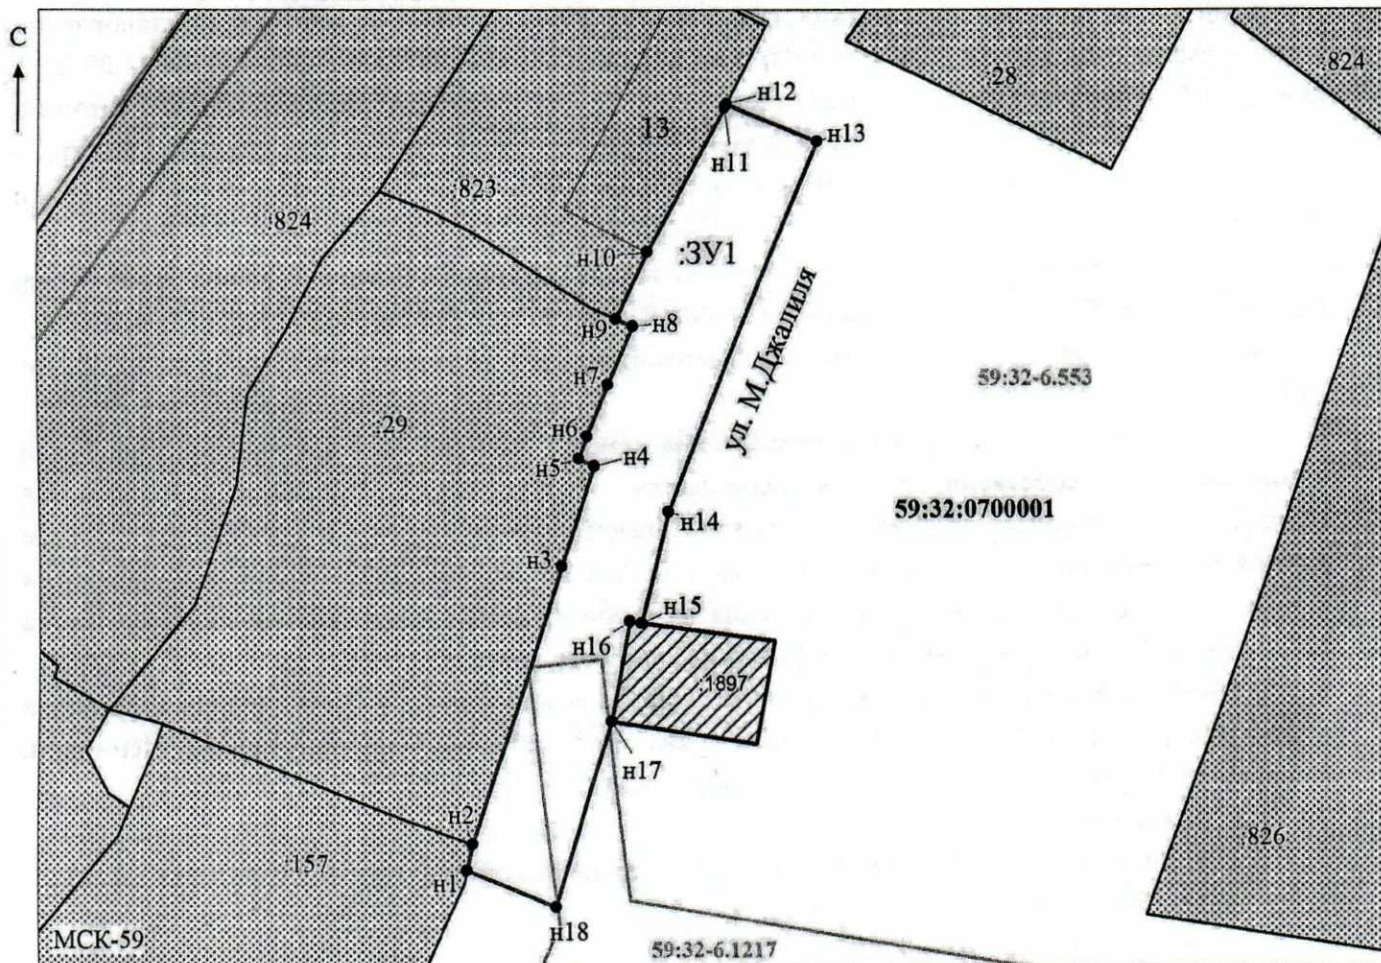 С
н12
:28
824
13
н13
н11
:823
:824
н10
:ЗУ1
н9
н8
ул. М.Джалиля
н7
59:32-6.553
:29
н6
н5
н4
59:32:0700001
н14
н3
н15
н16
:1897
н17
н2
:826
:157
н1
н18
МСК-59
59:32-6.1217